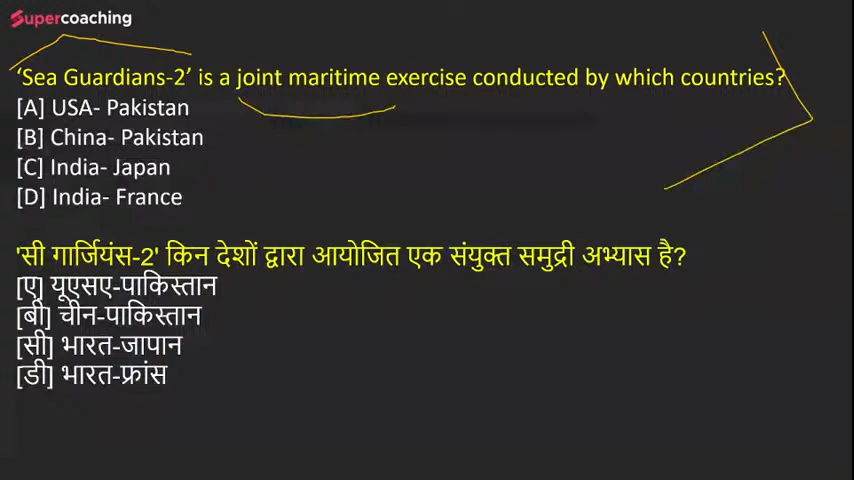 Supercoaching
‘Sea Guardians-2’ is a joint maritime exercise conducted by which countries?
[A] USA- Pakistan
[B] China- Pakistan
[C] India- Japan
[D] India- France
'सी गार्जियंस-2' किन देशों द्वारा आयोजित एक संयुक्त समुद्री अभ्यास है?
[ए] यूएसए-पाकिस्तान
[बी] चीन-पाकिस्तान
[सी] भारत-जापान
[डी] भारत-फ्रांस